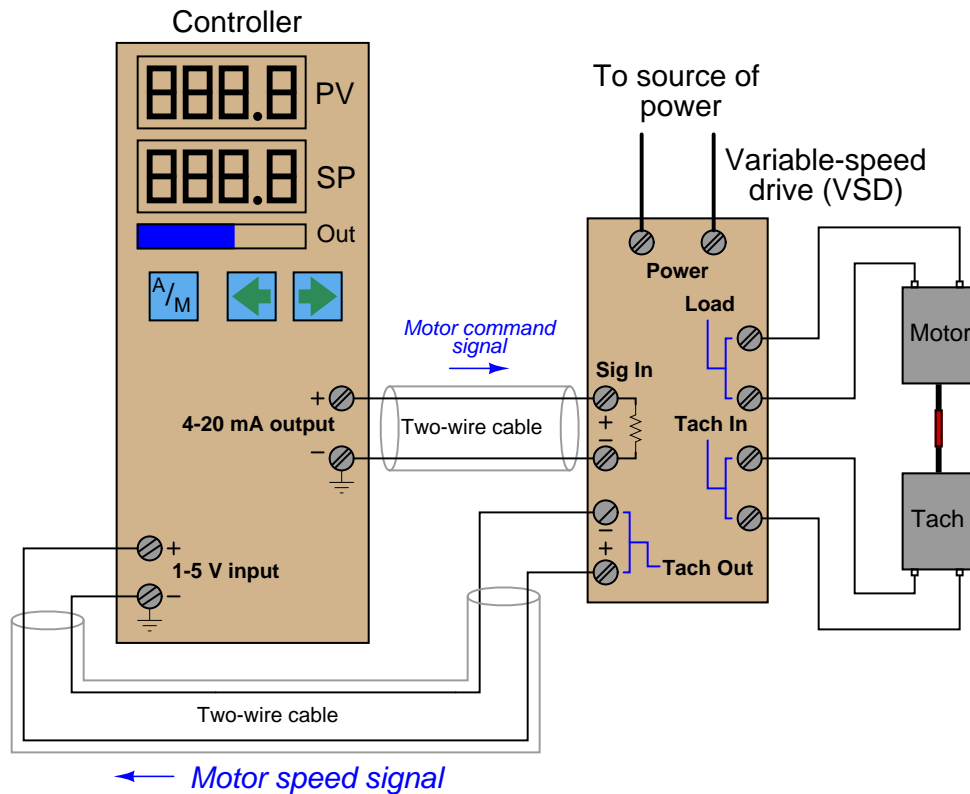 Controller
888.8
PV
888.8
SP
Out
A/M
To source of
power
Variable-speed
drive (VSD)
Power
Load
Motor
Motor command
signal
Sig In
+
4-20 mA output
−
Two-wire cable
+
−
Tach In
Tach
−
+
Tach Out
+
1-5 V input
−
Two-wire cable
Motor speed signal